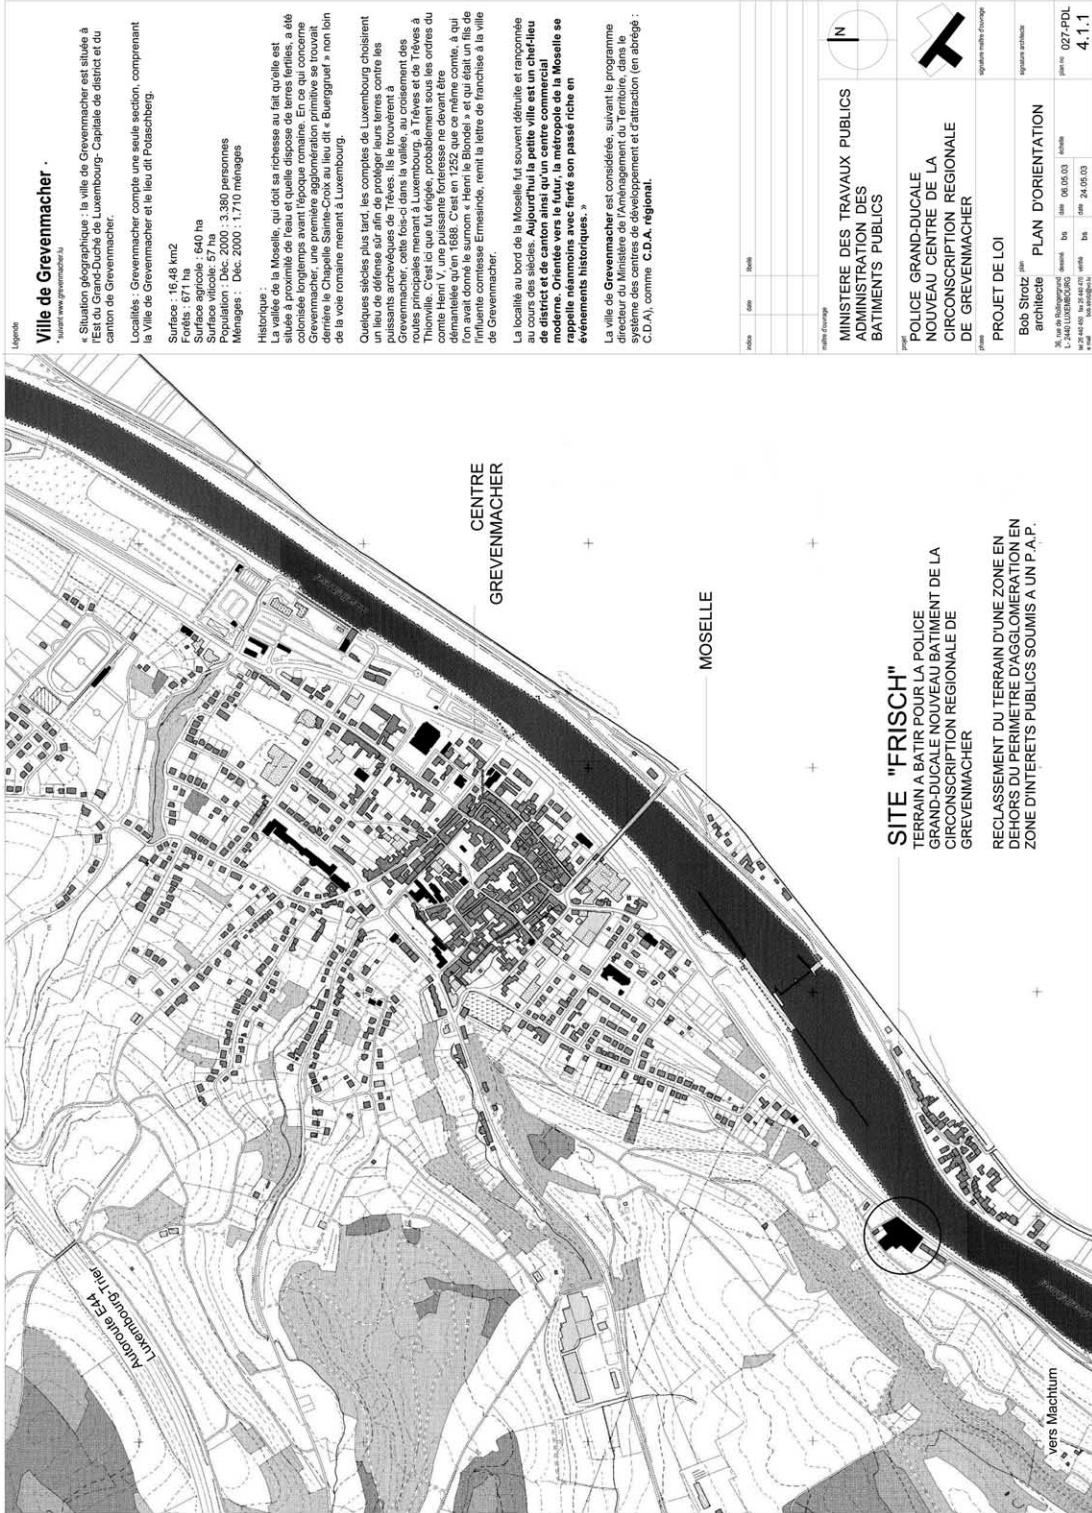 Légende
Ville de Grevenmacher *
* suivant www.grevenmacher.lu
« Situation géographique : la ville de Grevenmacher est située à
l'Est du Grand-Duché de Luxembourg- Capitale de district et du
canton de Grevenmacher.
Localités : Grevenmacher compte une seule section, comprenant
la Ville de Grevenmacher et le lieu dit Potaschberg.
Surface : 16,48 km2
Forêts : 671 ha
Surface agricole : 640 ha
Surface viticole: 57 ha
Population : Déc. 2000 : 3.380 personnes
Ménages : Déc. 2000 : 1.710 ménages
Historique :
La vallée de la Moselle, qui doit sa richesse au fait qu'elle est
située à proximité de l'eau et quelle dispose de terres fertiles, a été
colonisée longtemps avant l'époque romaine. En ce qui concerne
Grevenmacher, une première agglomération primitive se trouvait
derrière le Chapelle Sainte-Croix au lieu dit « Buerggruef » non loin
de la voie romaine menant à Luxembourg.
Quelques siècles plus tard, les comptes de Luxembourg choisirent
un lieu de défense sûr afin de protéger leurs terres contre les
puissants archevêques de Trèves. Ils le trouvèrent à
Grevenmacher, cette fois-ci dans la vallée, au croisement des
routes principales menant à Luxembourg, à Trèves et de Trèves à
Thionville. C'est ici que fut érigée, probablement sous les ordres du
comte Henri V, une puissante forteresse ne devant être
démantelée qu'en 1688. C'est en 1252 que ce même comte, à qui
l'on avait donné le surnom « Henri le Blondel » et qui était un fils de
l'influente comtesse Ermesinde, remit la lettre de franchise à la ville
de Grevenmacher.
La localité au bord de la Moselle fut souvent détruite et rançonnée
au cours des siècles. Aujourd'hui la petite ville est un chef-lieu
de district et de canton ainsi qu'un centre commercial
moderne. Orientée vers le futur, la métropole de la Moselle se
rappelle néanmoins avec fierté son passé riche en
événements historiques. »
La ville de Grevenmacher est considérée, suivant le programme
directeur du Ministère de l'Aménagement du Territoire, dans le
système des centres de développement et d'attraction (en abrégé :
C.D.A), comme C.D.A. régional.
indice date libellé
maître d'ouvrage
MINISTERE DES TRAVAUX PUBLICS
ADMINISTRATION DES
BATIMENTS PUBLICS
N
projet
POLICE GRAND-DUCALE
NOUVEAU CENTRE DE LA
CIRCONSCRIPTION REGIONALE
DE GREVENMACHER
phase
PROJET DE LOI
signature maître d'ouvrage
Bob Strotz
architecte
plan
PLAN D'ORIENTATION
signature architecte
36, rue de Rollingergrund
L- 2440 LUXEMBOURG
dessiné bs date 06.05.03 échelle
vérifié bs date 24.05.03
plan no 027-PDL
4.1.1
Autoroute E44
Luxembourg-Trier
CENTRE
GREVENMACHER
MOSELLE
SITE "FRISCH"
TERRAIN A BATIR POUR LA POLICE
GRAND-DUCALE NOUVEAU BATIMENT DE LA
CIRCONSCRIPTION REGIONALE DE
GREVENMACHER
RECLASSEMENT DU TERRAIN D'UNE ZONE EN
DEHORS DU PERIMETRE D'AGGLOMERATION EN
ZONE D'INTERETS PUBLICS SOUMIS A UN P.A.P.
vers Machtum